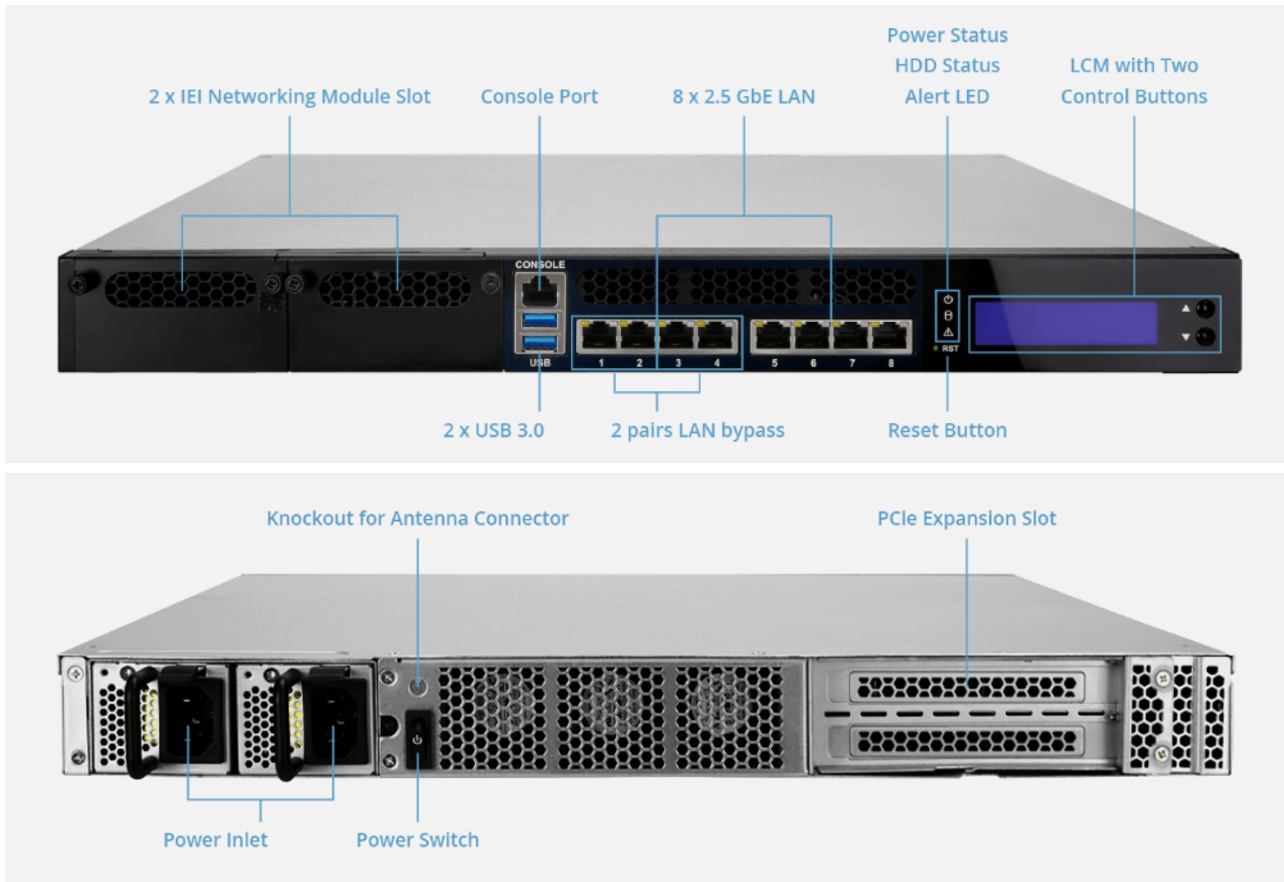 Power Status
HDD Status
Alert LED
LCM with Two
Control Buttons
2 x IEI Networking Module Slot
Console Port
8 x 2.5 GbE LAN
CONSOLE
USB
1 2 3 4 5 6 7 8
RST
2 x USB 3.0
2 pairs LAN bypass
Reset Button
Knockout for Antenna Connector
PCIe Expansion Slot
Power Inlet
Power Switch